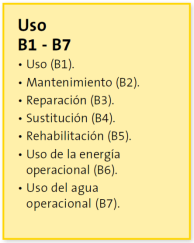 Uso
B1 - B7
• Uso (B1).
• Mantenimiento (B2).
• Reparación (B3).
• Sustitución (B4).
• Rehabilitación (B5).
• Uso de la energía
operacional (B6).
• Uso del agua
operacional (B7).